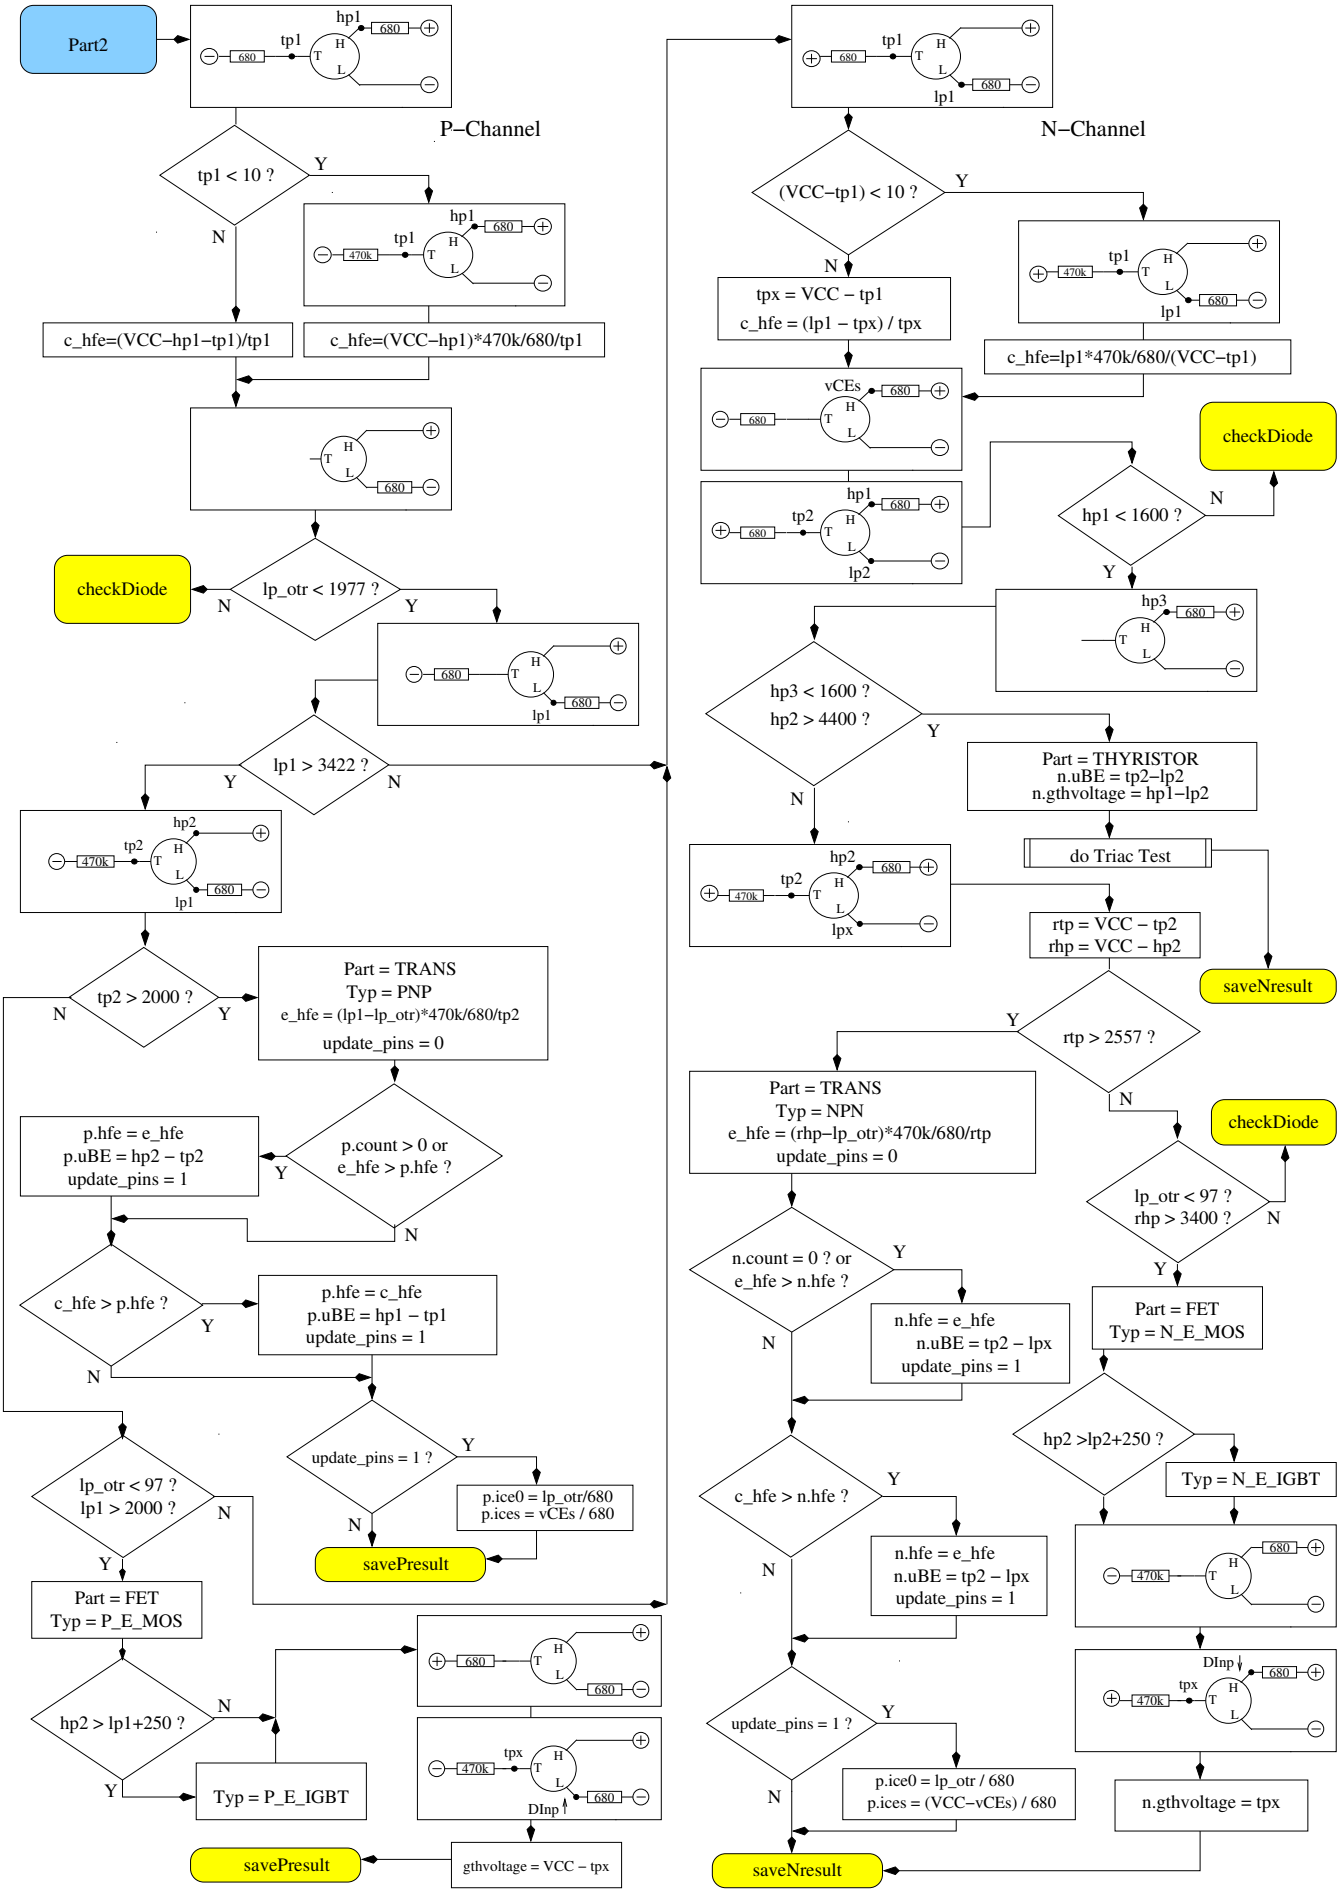 Part2
hp1
680
+
tp1
H
−
680
T
L
−
P−Channel
tp1 < 10 ?
Y
N
hp1
680
+
tp1
H
−
470k
T
L
−
c_hfe=(VCC−hp1−tp1)/tp1
c_hfe=(VCC−hp1)*470k/680/tp1
+
H
T
L
680
−
checkDiode
lp_otr < 1977 ?
N
Y
+
H
−
680
T
L
680
−
lp1
lp1 > 3422 ?
Y
N
hp2
+
tp2
H
−
470k
T
L
680
−
lp1
tp2 > 2000 ?
N
Y
Part = TRANS
Typ = PNP
e_hfe = (lp1−lp_otr)*470k/680/tp2
update_pins = 0
p.hfe = e_hfe
p.uBE = hp2 − tp2
update_pins = 1
p.count > 0 or
e_hfe > p.hfe ?
Y
N
c_hfe > p.hfe ?
Y
N
p.hfe = c_hfe
p.uBE = hp1 − tp1
update_pins = 1
update_pins = 1 ?
Y
N
p.ice0 = lp_otr/680
p.ices = vCEs / 680
savePresult
lp_otr < 97 ?
lp1 > 2000 ?
N
Y
Part = FET
Typ = P_E_MOS
hp2 > lp1+250 ?
N
Y
Typ = P_E_IGBT
+
H
+
680
T
L
680
−
+
tpx
H
−
470k
T
L
680
−
DInp
gthvoltage = VCC − tpx
savePresult
tp1
H
+
+
680
T
L
680
−
lp1
N−Channel
(VCC−tp1) < 10 ?
Y
N
tp1
H
+
+
470k
T
L
680
−
lp1
tpx = VCC − tp1
c_hfe = (lp1 − tpx) / tpx
c_hfe=lp1*470k/680/(VCC−tp1)
vCEs
680
+
H
−
680
T
L
−
hp1
680
+
tp2
H
+
680
T
L
−
lp2
checkDiode
hp1 < 1600 ?
N
Y
hp3
680
+
H
T
L
−
hp3 < 1600 ?
hp2 > 4400 ?
Y
N
Part = THYRISTOR
n.uBE = tp2−lp2
n.gthvoltage = hp1−lp2
do Triac Test
hp2
680
+
tp2
H
+
470k
T
L
−
lpx
rtp = VCC − tp2
rhp = VCC − hp2
saveNresult
rtp > 2557 ?
Y
N
Part = TRANS
Typ = NPN
e_hfe = (rhp−lp_otr)*470k/680/rtp
update_pins = 0
checkDiode
lp_otr < 97 ?
rhp > 3400 ?
N
Y
n.count = 0 ? or
e_hfe > n.hfe ?
Y
N
n.hfe = e_hfe
n.uBE = tp2 − lpx
update_pins = 1
Part = FET
Typ = N_E_MOS
hp2 >lp2+250 ?
Y
Typ = N_E_IGBT
c_hfe > n.hfe ?
Y
N
n.hfe = e_hfe
n.uBE = tp2 − lpx
update_pins = 1
680
+
H
−
470k
T
L
−
DInp
680
+
tpx
H
+
470k
T
L
−
update_pins = 1 ?
Y
N
p.ice0 = lp_otr / 680
p.ices = (VCC−vCEs) / 680
n.gthvoltage = tpx
saveNresult